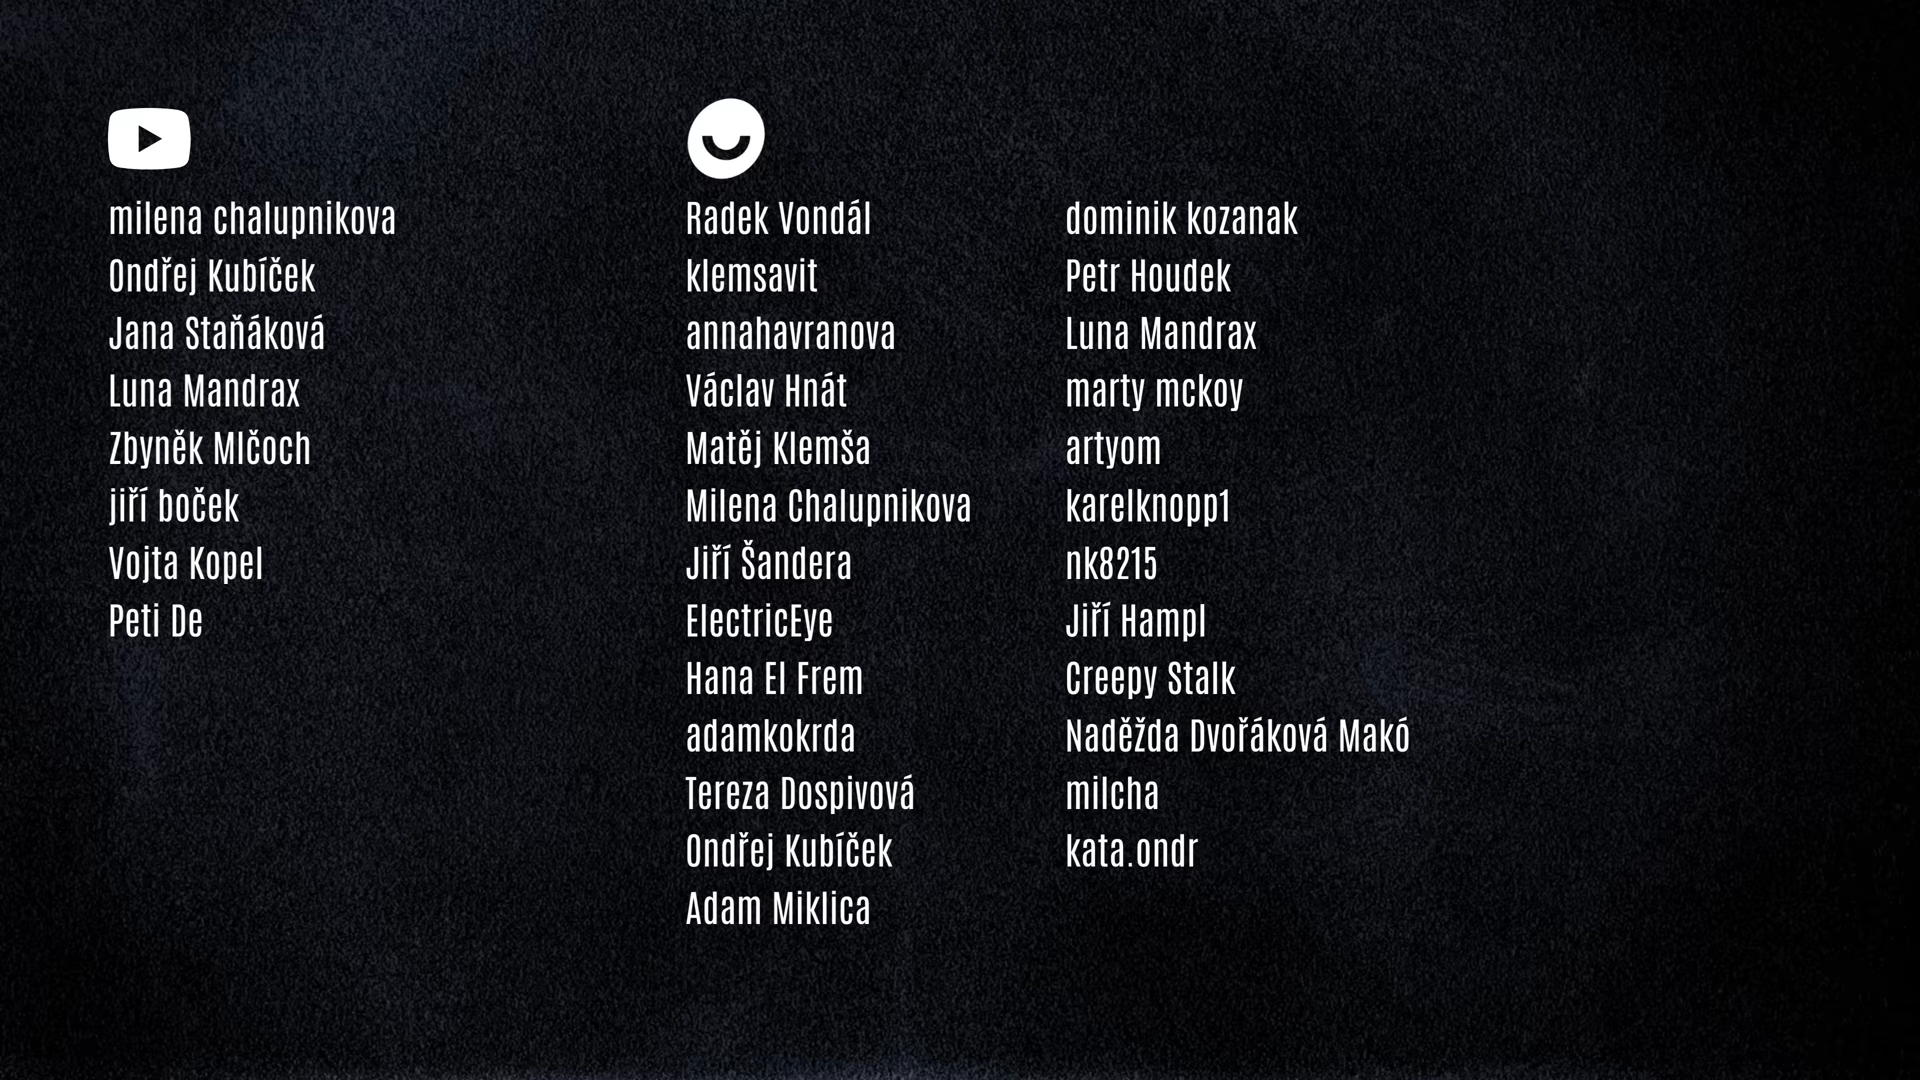 milena chalupnikova
Ondřej Kubíček
Jana Staňáková
Luna Mandrax
Zbyněk Mlčoch
jiří boček
Vojta Kopel
Peti De
Radek Vondál
klemsavit
annahavranova
Václav Hnát
Matěj Klemša
Milena Chalupnikova
Jiří Šandera
ElectricEye
Hana El Frem
adamkokrda
Tereza Dospivová
Ondřej Kubíček
Adam Miklica
dominik kozanak
Petr Houdek
Luna Mandrax
marty mckoy
artyom
karelknopp1
nk8215
Jiří Hampl
Creepy Stalk
Naděžda Dvořáková Makó
milcha
kata.ondr